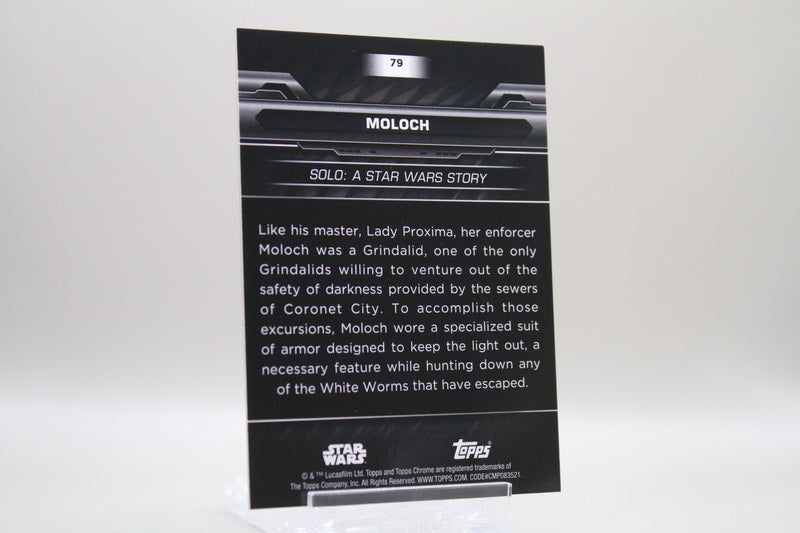 79
MOLOCH
SOLO: A STAR WARS STORY
Like his master, Lady Proxima, her enforcer
Moloch was a Grindalid, one of the only
Grindalids willing to venture out of the
safety of darkness provided by the sewers
of Coronet City. To accomplish those
excursions, Moloch wore a specialized suit
of armor designed to keep the light out, a
necessary feature while hunting down any
of the White Worms that have escaped.
STAR WARS
Topps®
© & ™ Lucasfilm Ltd. Topps and Topps Chrome are registered trademarks of
The Topps Company, Inc. All Rights Reserved. WWW.TOPPS.COM. CODE#CMP083521.